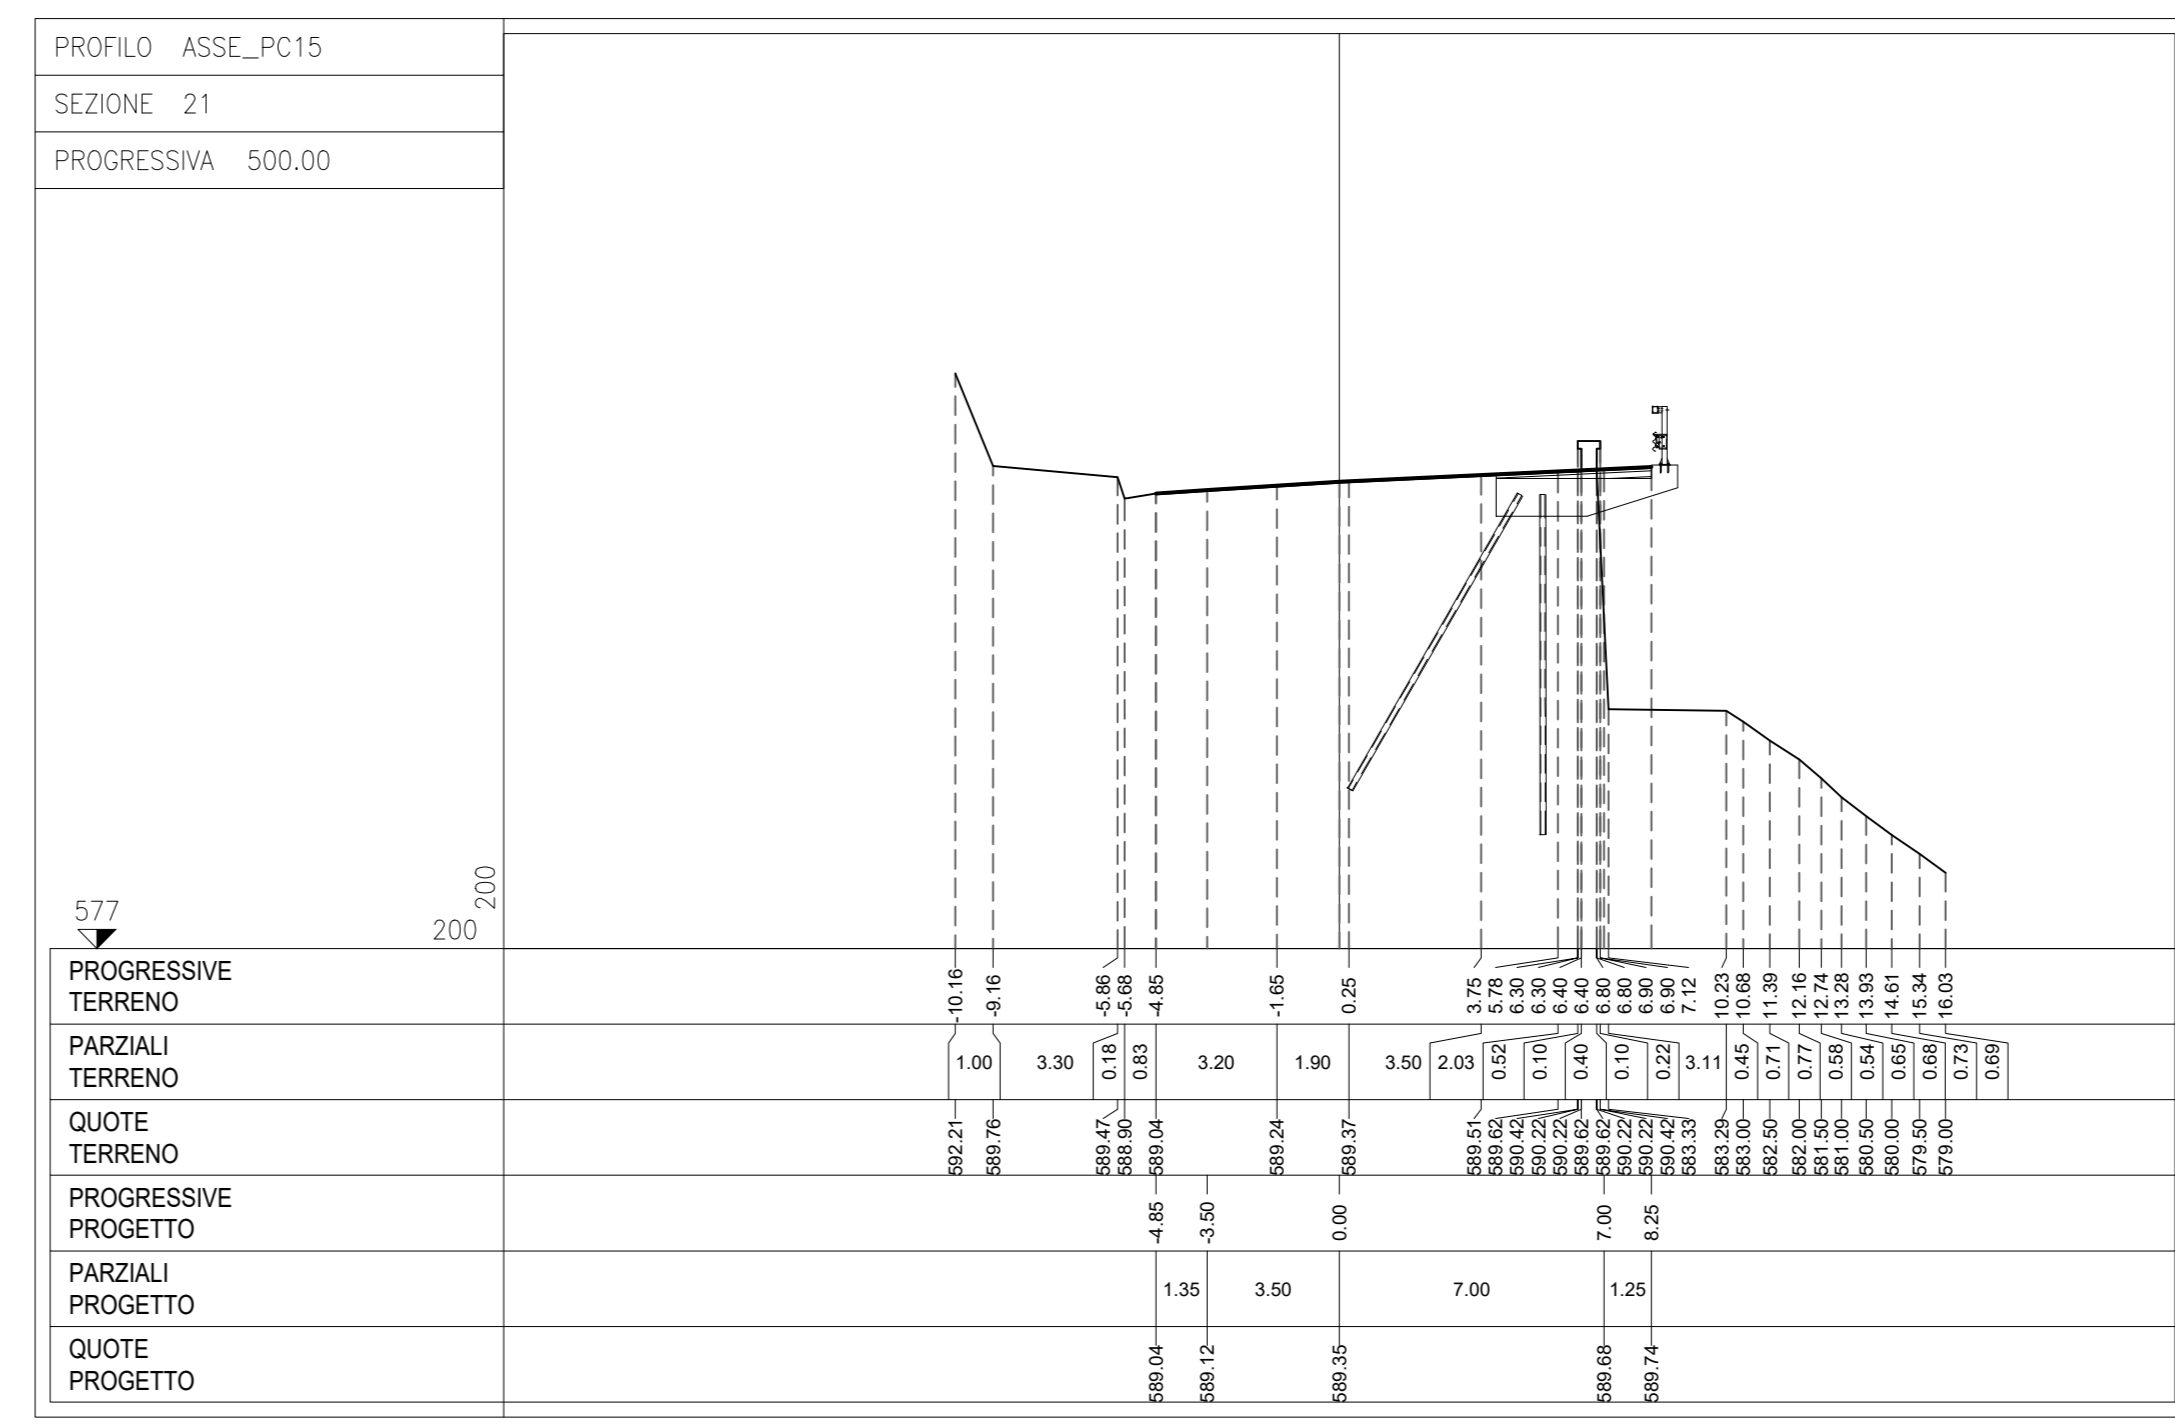 PROFILO ASSE_PC15
SEZIONE 21
PROGRESSIVA 500.00
577
200
200
PROGRESSIVE
TERRENO
-10.16 -9.16 -5.86 -5.68 -4.85 -1.65 0.25 3.75 5.78 6.30 6.30 6.40 6.40 6.80 6.80 6.90 6.90 7.12 10.23 10.68 11.39 12.16 12.74 13.28 13.93 14.61 15.34 16.03
PARZIALI
TERRENO
1.00 3.30 0.18 0.83 3.20 1.90 3.50 2.03 0.52 0.10 0.40 0.10 0.22 3.11 0.45 0.71 0.77 0.58 0.54 0.65 0.68 0.73 0.69
QUOTE
TERRENO
592.21 589.76 589.47 588.90 589.04 589.24 589.37 589.51 589.62 590.42 590.22 590.22 589.62 589.62 590.22 590.22 590.42 583.33 583.29 583.00 582.50 582.00 581.50 581.00 580.50 580.00 579.50 579.00
PROGRESSIVE
PROGETTO
-4.85 -3.50 0.00 7.00 8.25
PARZIALI
PROGETTO
1.35 3.50 7.00 1.25
QUOTE
PROGETTO
589.04 589.12 589.35 589.68 589.74